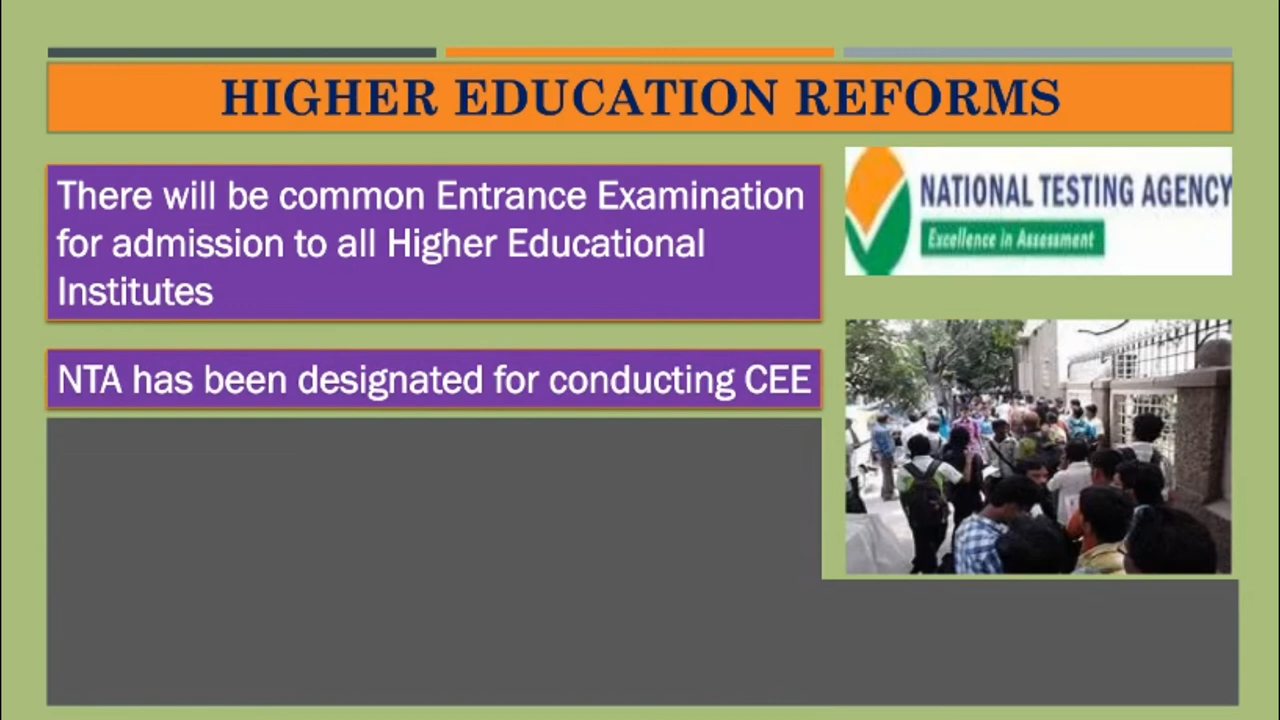 HIGHER EDUCATION REFORMS
There will be common Entrance Examination
for admission to all Higher Educational
Institutes
NTA has been designated for conducting CEE
NATIONAL TESTING AGENCY
Excellence in Assessment